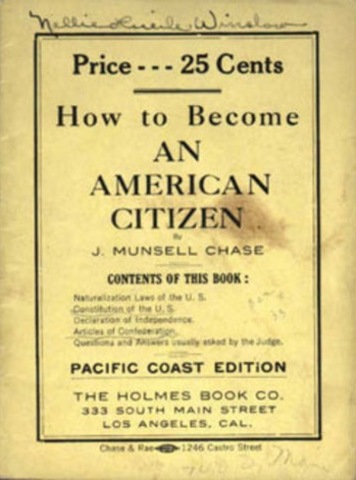 Nellie Lucile Winslow
Price --- 25 Cents
How to Become
AN
AMERICAN
CITIZEN
By
J. MUNSELL CHASE
CONTENTS OF THIS BOOK:
Naturalization Laws of the U. S.
Constitution of the U. S.
Declaration of Independence.
Articles of Confederation.
Questions and Answers usually asked by the Judge.
PACIFIC COAST EDITION
THE HOLMES BOOK CO.
333 SOUTH MAIN STREET
LOS ANGELES, CAL.
Chase & Rae 1246 Castro Street